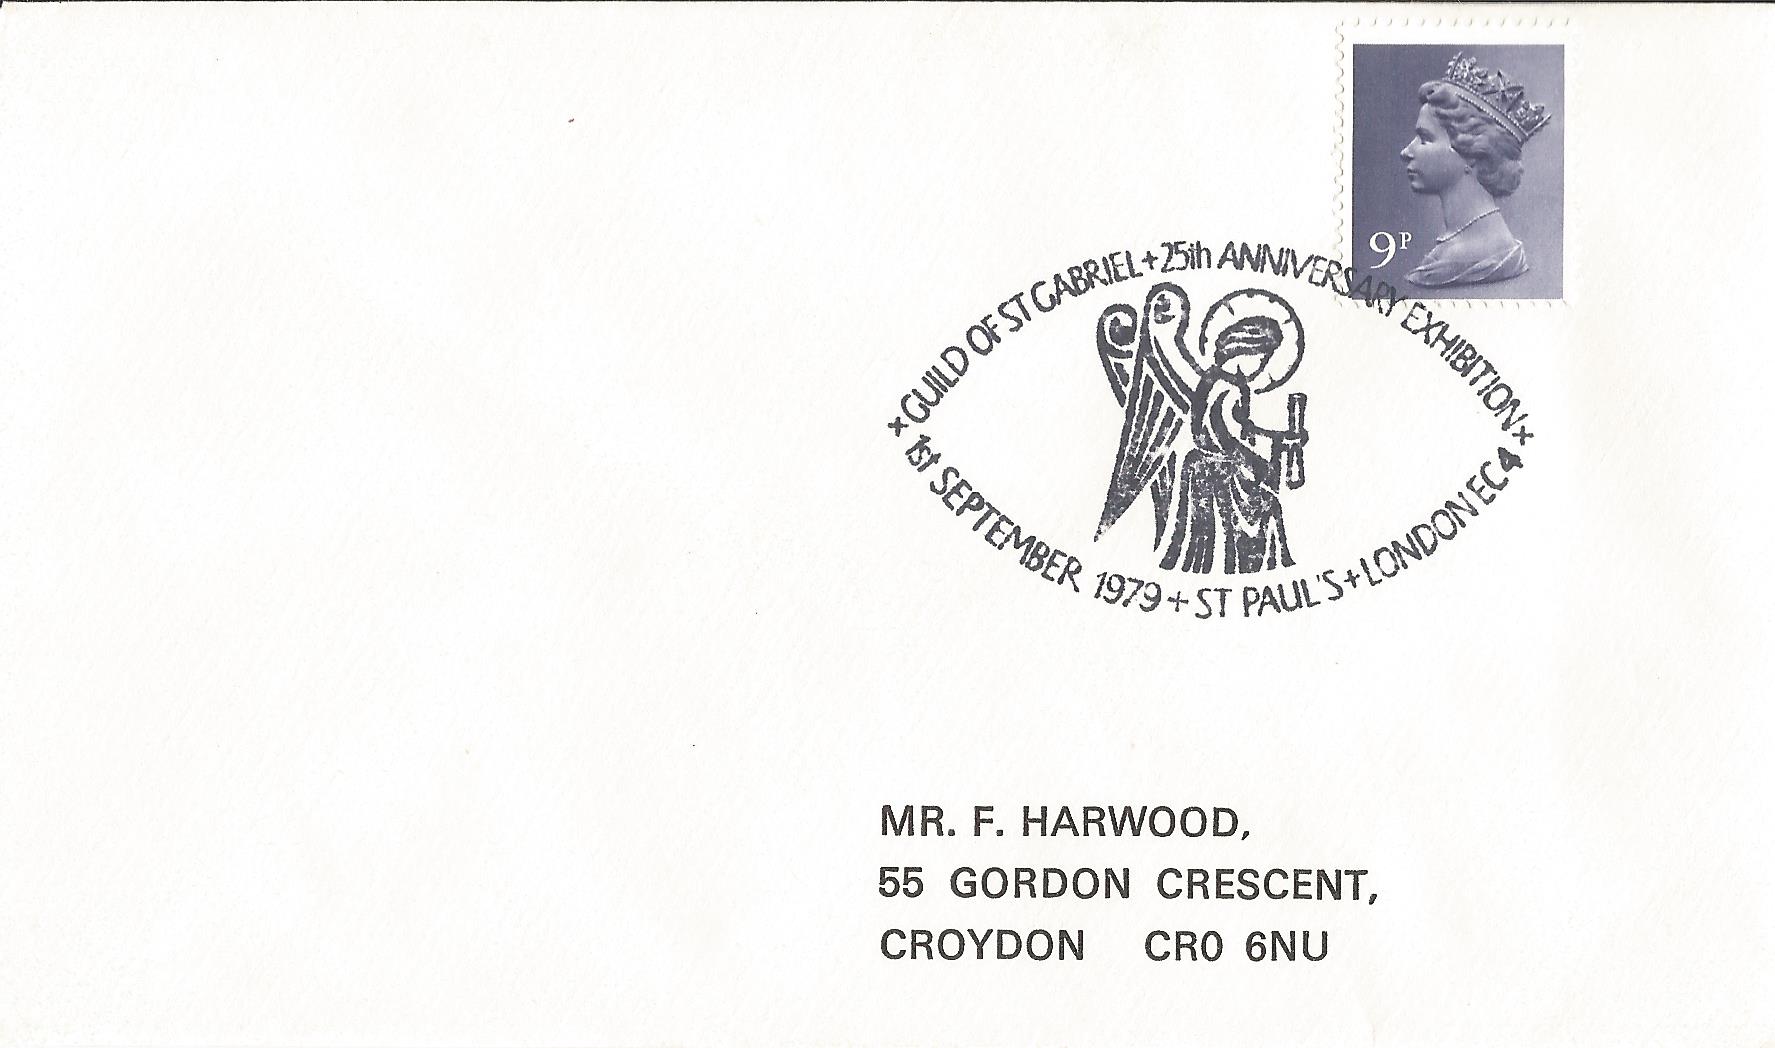 9P
+ GUILD OF ST GABRIEL + 25th ANNIVERSARY EXHIBITION +
1st SEPTEMBER 1979 + ST PAUL'S + LONDON EC4
MR. F. HARWOOD,
55 GORDON CRESCENT,
CROYDON CR0 6NU